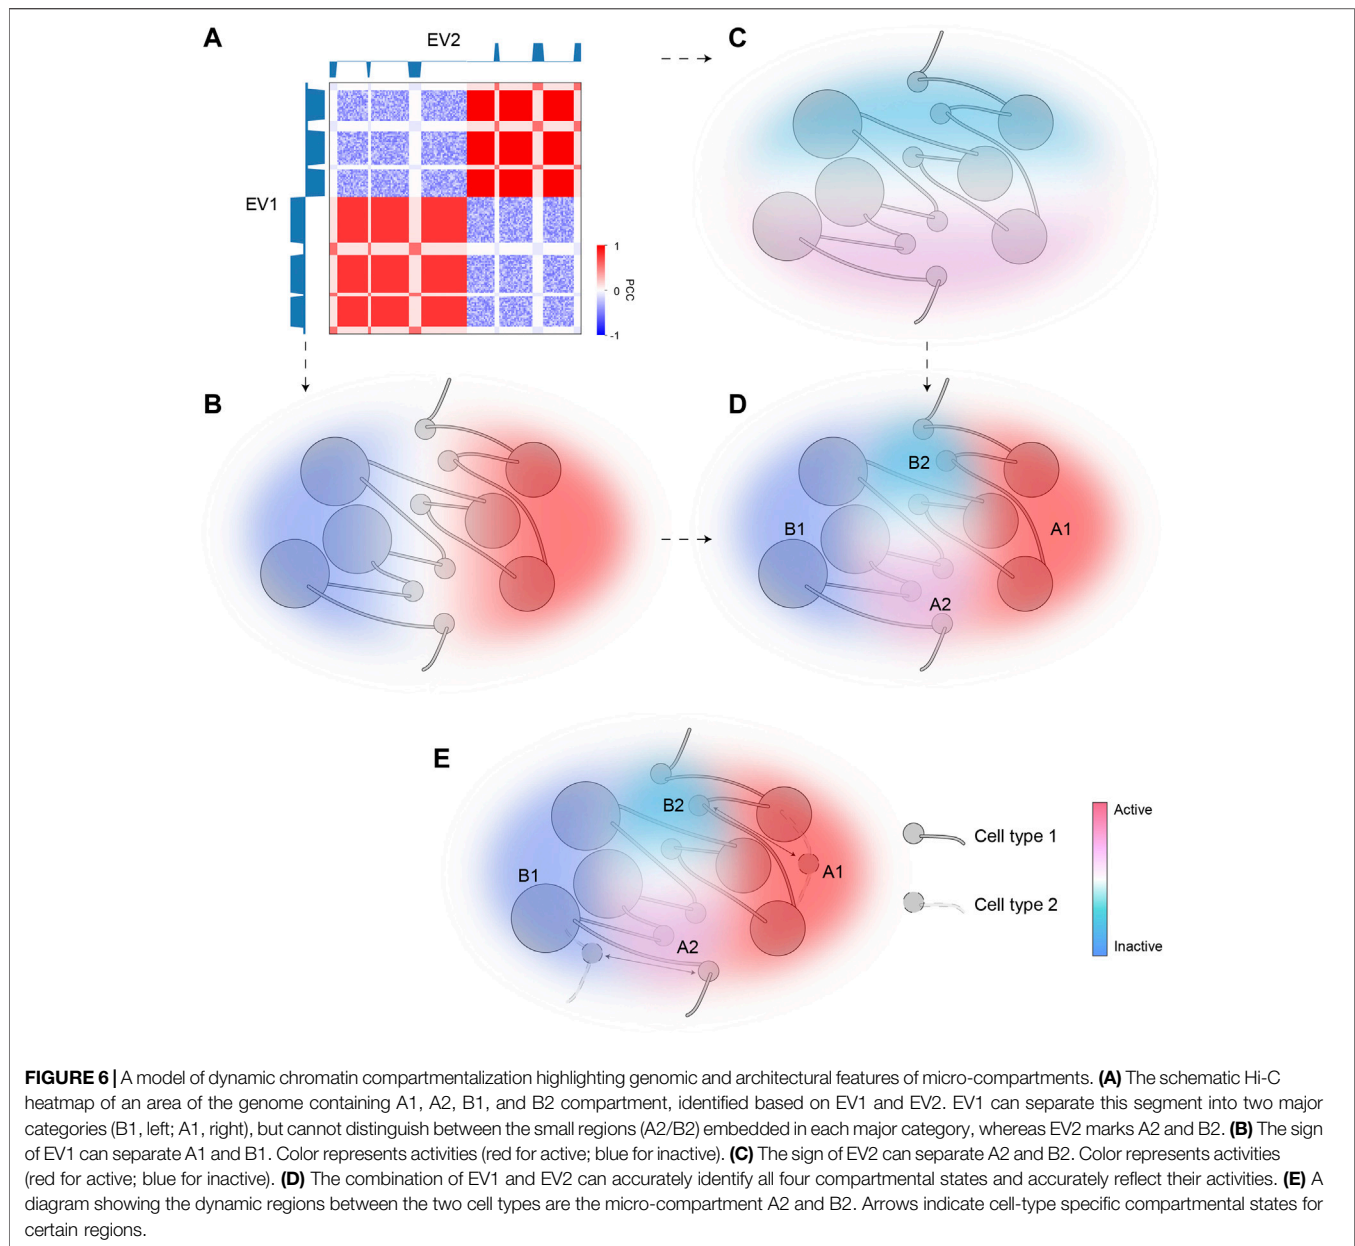 A
EV2
EV1
1
0
-1
PCC
C
B
D
B2
B1
A1
A2
E
B2
B1
A1
A2
Cell type 1
Cell type 2
Active
Inactive
FIGURE 6 | A model of dynamic chromatin compartmentalization highlighting genomic and architectural features of micro-compartments. (A) The schematic Hi-C
heatmap of an area of the genome containing A1, A2, B1, and B2 compartment, identified based on EV1 and EV2. EV1 can separate this segment into two major
categories (B1, left; A1, right), but cannot distinguish between the small regions (A2/B2) embedded in each major category, whereas EV2 marks A2 and B2. (B) The sign
of EV1 can separate A1 and B1. Color represents activities (red for active; blue for inactive). (C) The sign of EV2 can separate A2 and B2. Color represents activities
(red for active; blue for inactive). (D) The combination of EV1 and EV2 can accurately identify all four compartmental states and accurately reflect their activities. (E) A
diagram showing the dynamic regions between the two cell types are the micro-compartment A2 and B2. Arrows indicate cell-type specific compartmental states for
certain regions.